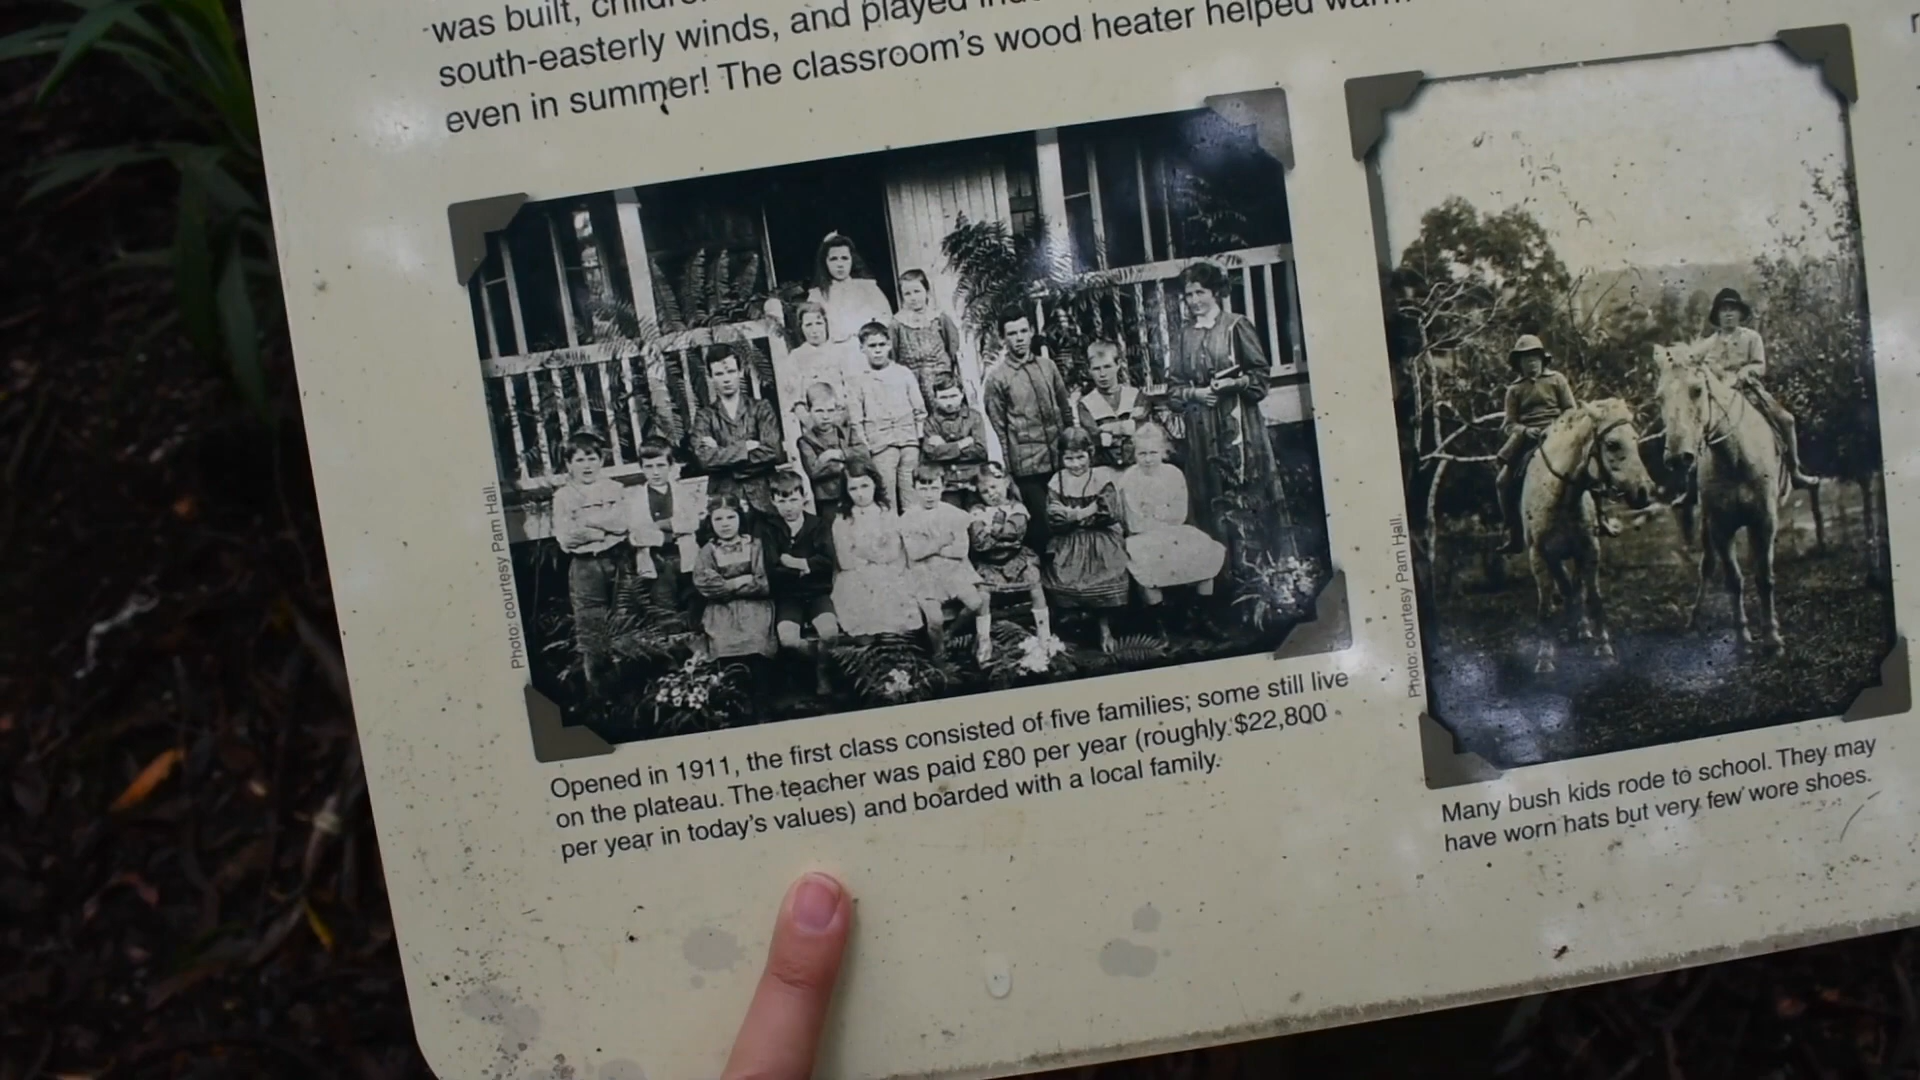 was built,
south-easterly winds, and played
even in summer! The classroom's wood heater helped
Photo: courtesy Pam Hall.
Opened in 1911, the first class consisted of five families; some still live
on the plateau. The teacher was paid £80 per year (roughly $22,800
per year in today's values) and boarded with a local family.
Photo: courtesy Pam Hall.
Many bush kids rode to school. They may
have worn hats but very few wore shoes.